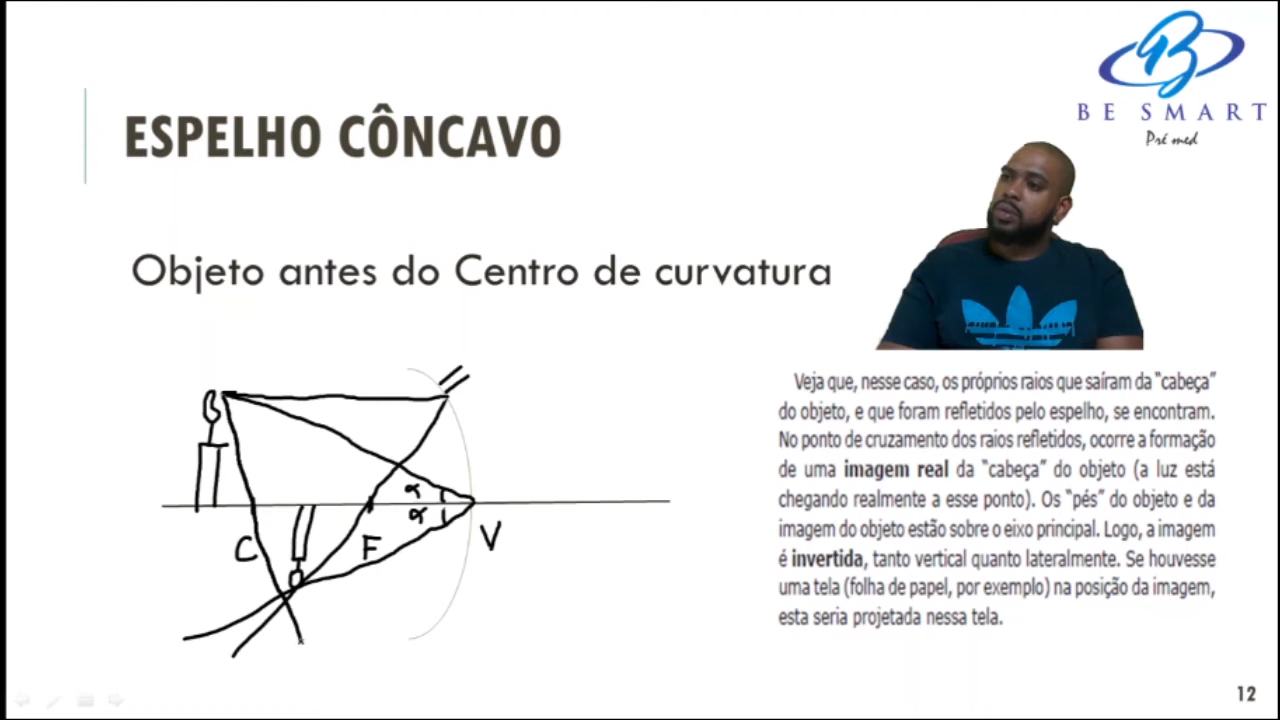 BE SMART
Pré med
ESPELHO CÔNCAVO
Objeto antes do Centro de curvatura
α
α
C
F
V
Veja que, nesse caso, os próprios raios que saíram da "cabeça"
do objeto, e que foram refletidos pelo espelho, se encontram.
No ponto de cruzamento dos raios refletidos, ocorre a formação
de uma imagem real da "cabeça" do objeto (a luz está
chegando realmente a esse ponto). Os "pés" do objeto e da
imagem do objeto estão sobre o eixo principal. Logo, a imagem
é invertida, tanto vertical quanto lateralmente. Se houvesse
uma tela (folha de papel, por exemplo) na posição da imagem,
esta seria projetada nessa tela.
12